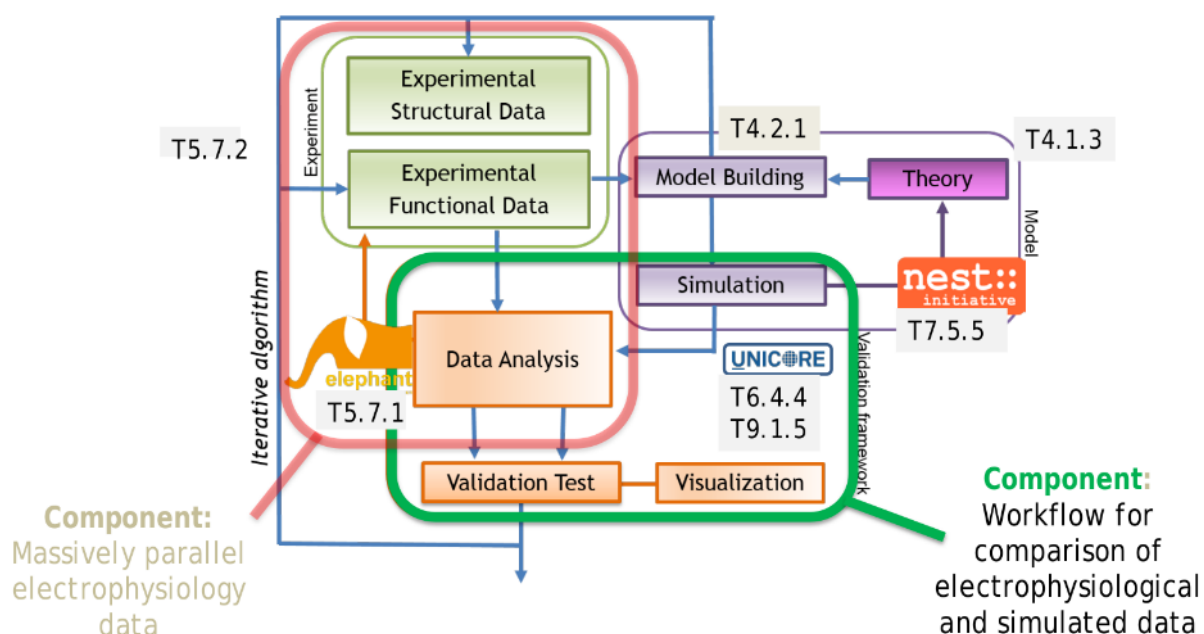 Experimental
Structural Data
Experiment
T5.7.2
T4.2.1
T4.1.3
Experimental
Functional Data
Model Building
Theory
Model
Simulation
nest::
initiative
T7.5.5
Iterative algorithm
elephant
T5.7.1
Data Analysis
UNICORE
T6.4.4
T9.1.5
Validation framework
Validation Test
Visualization
Component:
Massively parallel
electrophysiology
data
Component:
Workflow for
comparison of
electrophysiological
and simulated data